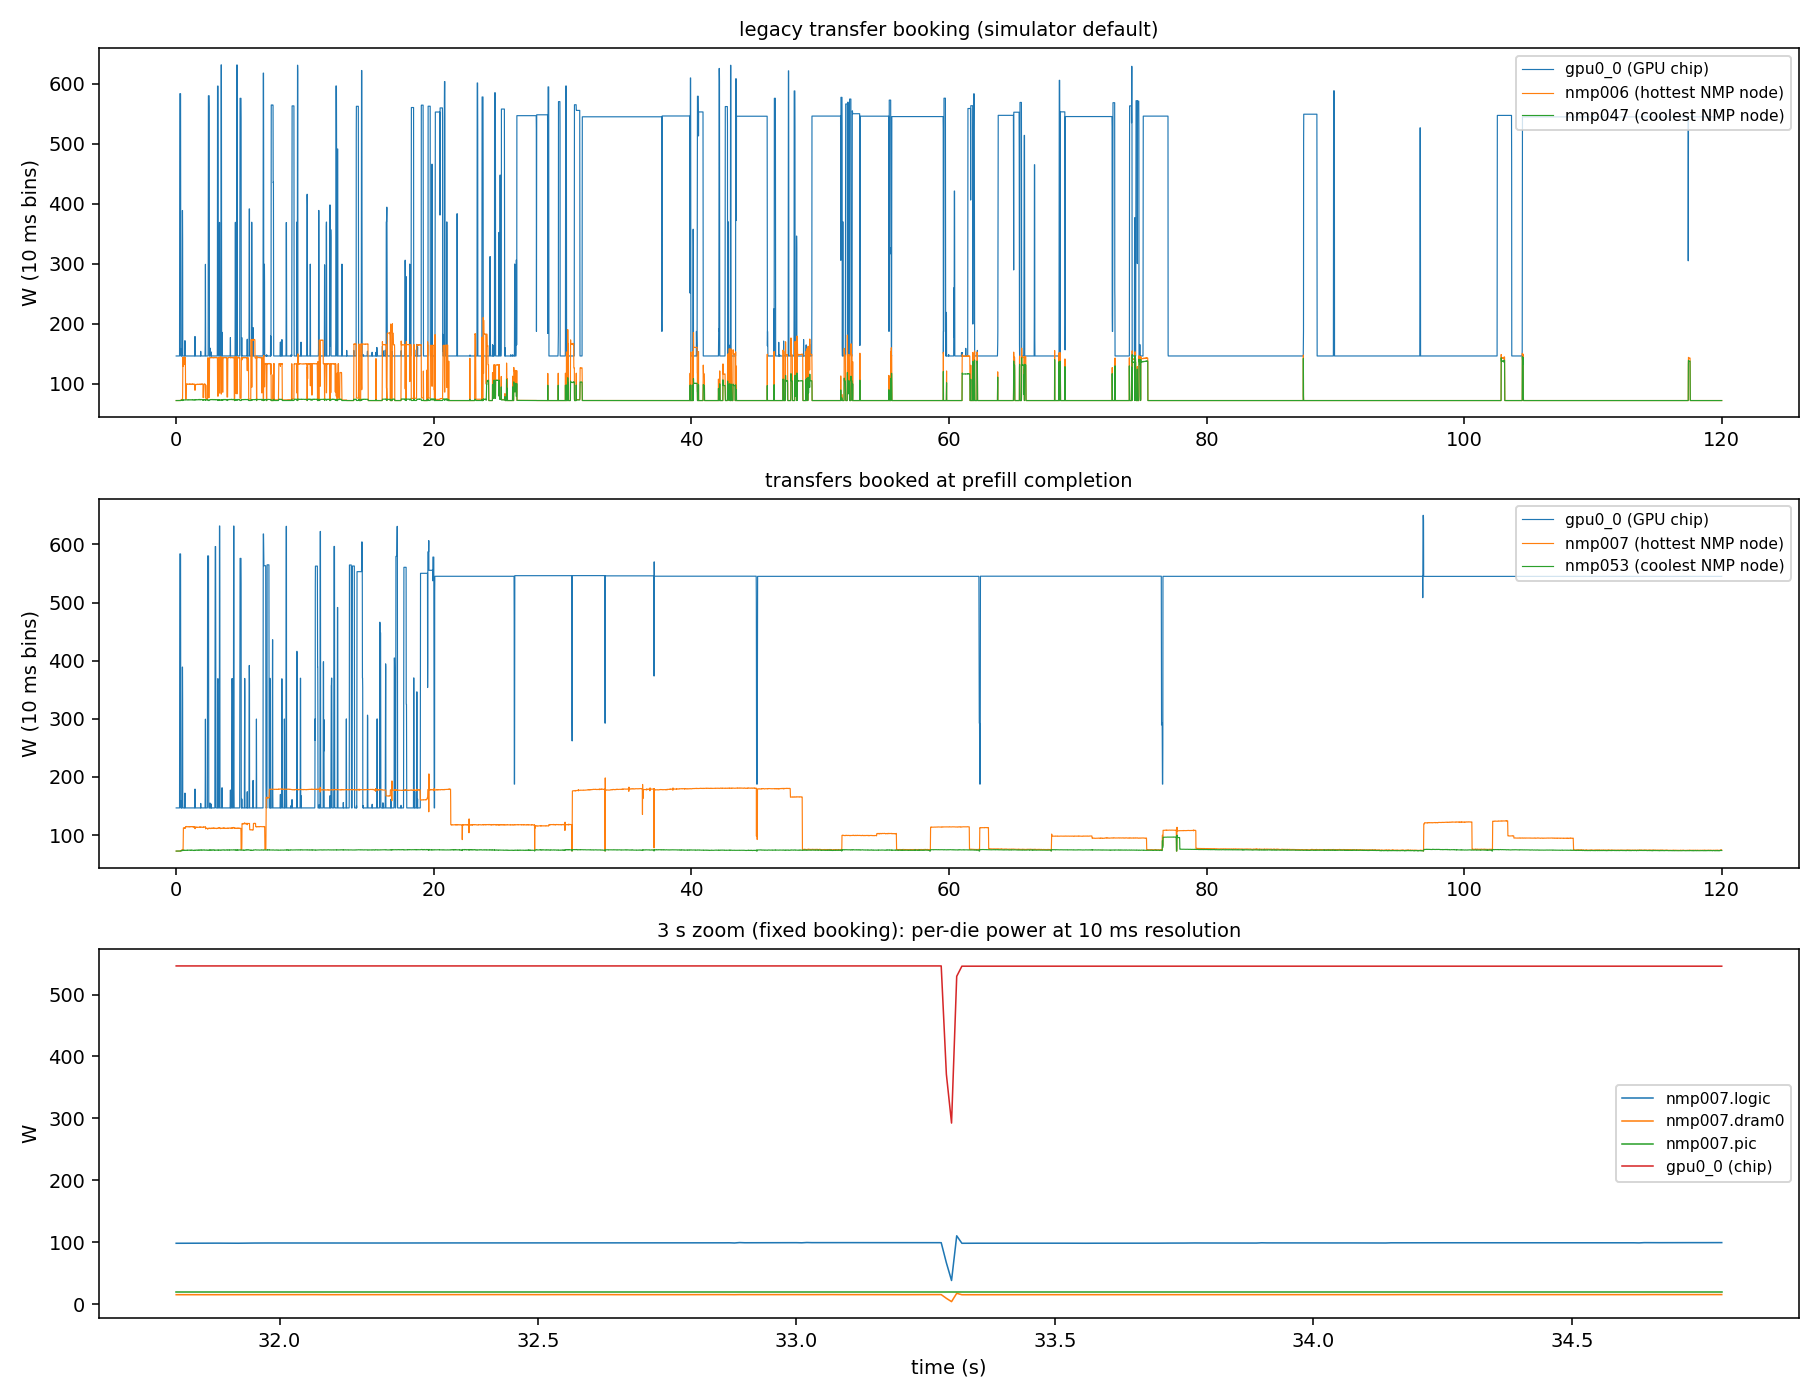 legacy transfer booking (simulator default)
W (10 ms bins)
600
500
400
300
200
100
gpu0_0 (GPU chip)
nmp006 (hottest NMP node)
nmp047 (coolest NMP node)
0 20 40 60 80 100 120
transfers booked at prefill completion
W (10 ms bins)
600
500
400
300
200
100
gpu0_0 (GPU chip)
nmp007 (hottest NMP node)
nmp053 (coolest NMP node)
0 20 40 60 80 100 120
3 s zoom (fixed booking): per-die power at 10 ms resolution
W
500
400
300
200
100
0
nmp007.logic
nmp007.dram0
nmp007.pic
gpu0_0 (chip)
32.0 32.5 33.0 33.5 34.0 34.5
time (s)